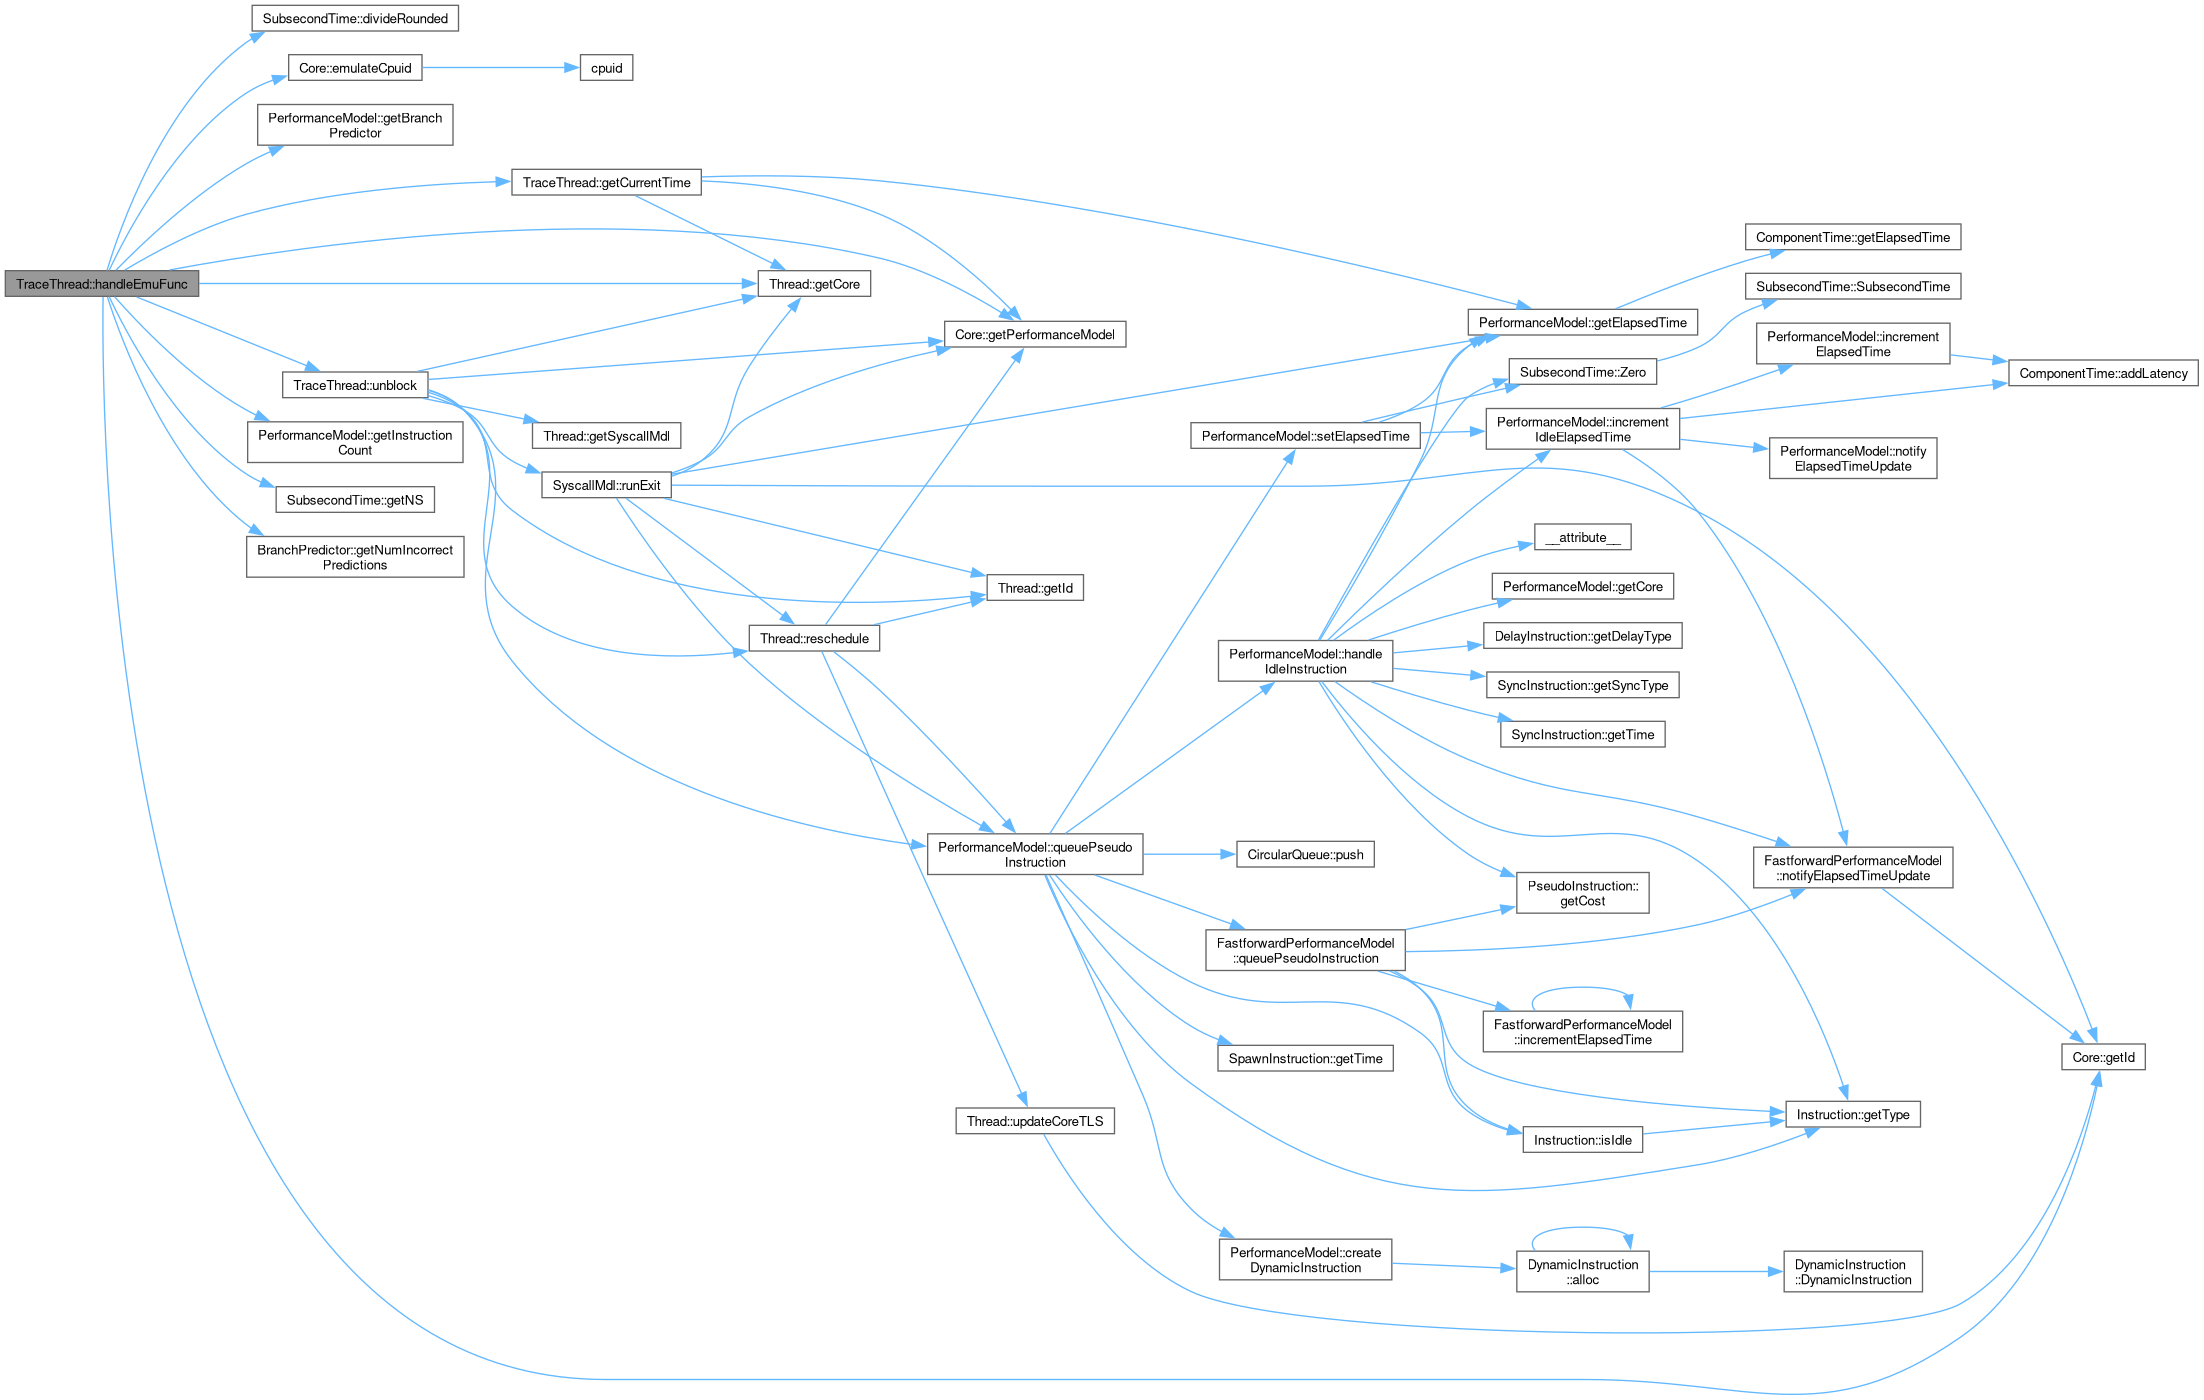 SubsecondTime::divideRounded
Core::emulateCpuid
cpuid
PerformanceModel::getBranch
Predictor
TraceThread::getCurrentTime
TraceThread::handleEmuFunc
Thread::getCore
Core::getPerformanceModel
TraceThread::unblock
Thread::getSyscallMdl
PerformanceModel::getInstruction
Count
SyscallMdl::runExit
SubsecondTime::getNS
BranchPredictor::getNumIncorrect
Predictions
Thread::getId
Thread::reschedule
PerformanceModel::queuePseudo
Instruction
Thread::updateCoreTLS
PerformanceModel::setElapsedTime
PerformanceModel::handle
IdleInstruction
CircularQueue::push
FastforwardPerformanceModel
::queuePseudoInstruction
SpawnInstruction::getTime
PerformanceModel::create
DynamicInstruction
PerformanceModel::getElapsedTime
SubsecondTime::Zero
PerformanceModel::increment
IdleElapsedTime
__attribute__
PerformanceModel::getCore
DelayInstruction::getDelayType
SyncInstruction::getSyncType
SyncInstruction::getTime
PseudoInstruction::
getCost
FastforwardPerformanceModel
::incrementElapsedTime
Instruction::isIdle
DynamicInstruction
::alloc
ComponentTime::getElapsedTime
SubsecondTime::SubsecondTime
PerformanceModel::increment
ElapsedTime
PerformanceModel::notify
ElapsedTimeUpdate
FastforwardPerformanceModel
::notifyElapsedTimeUpdate
Instruction::getType
DynamicInstruction
::DynamicInstruction
ComponentTime::addLatency
Core::getId